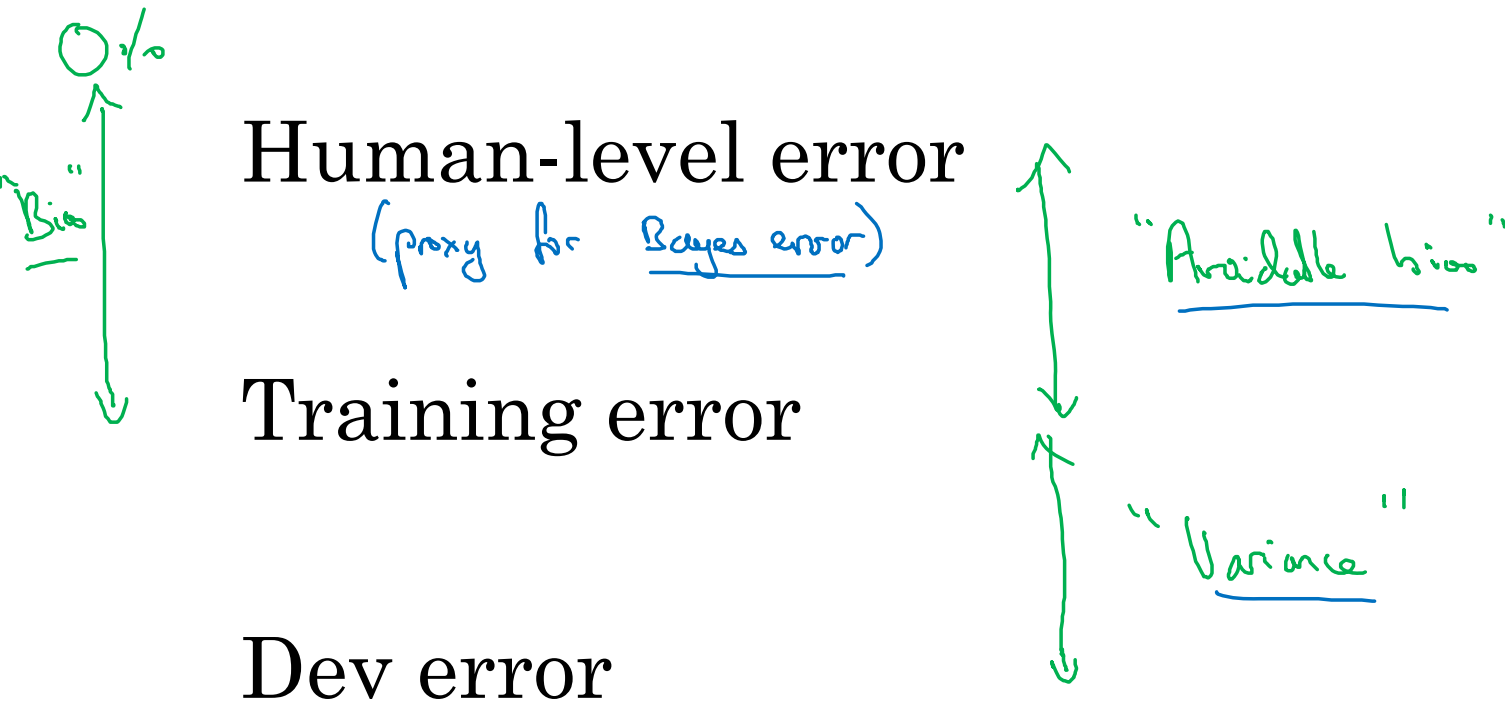 0%
Human-level error
"Bias"
(proxy for Bayes error)
"Avoidable bias"
Training error
"Variance"
Dev error